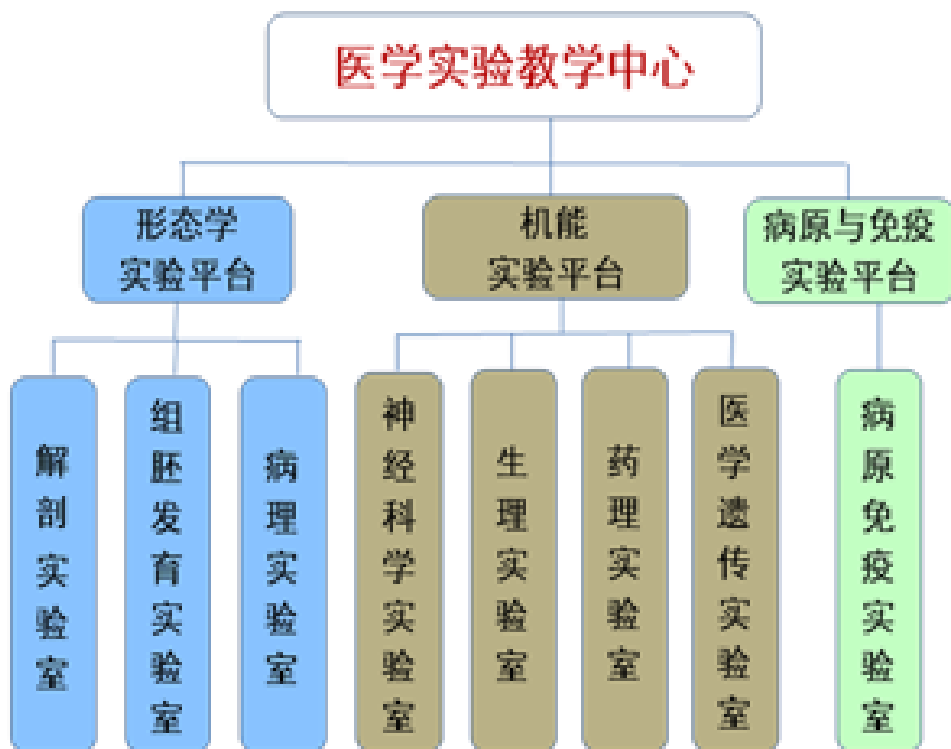 医学实验教学中心
形态学
实验平台
机能
实验平台
病原与免疫
实验平台
解剖实验室
组胚发育实验室
病理实验室
神经科学实验室
生理实验室
药理实验室
医学遗传实验室
病原免疫实验室